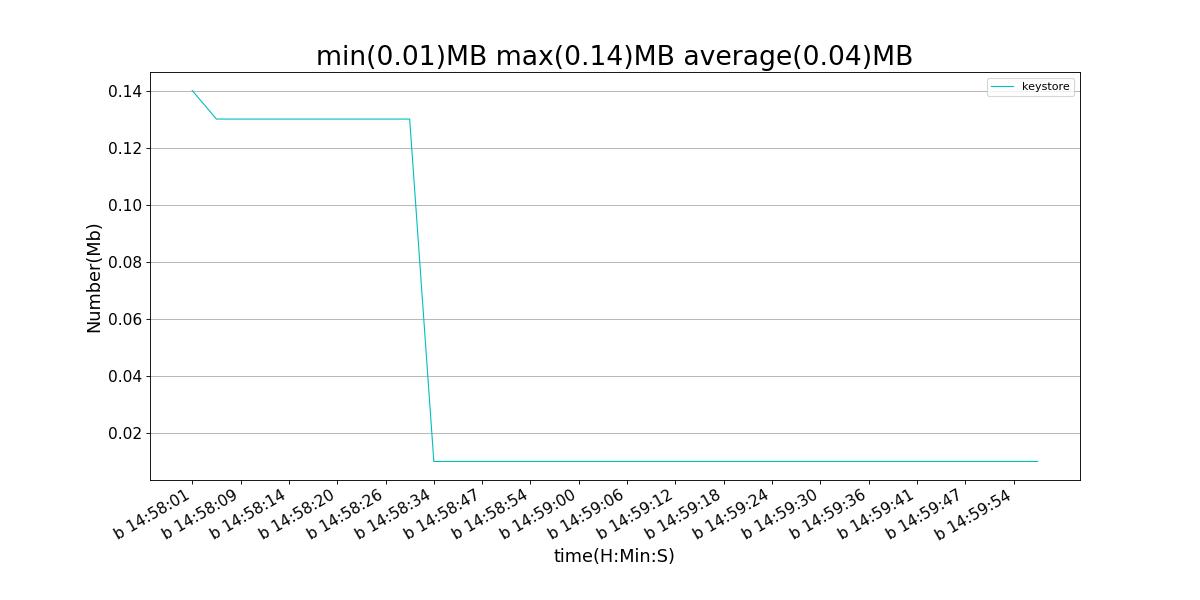 min(0.01)MB max(0.14)MB average(0.04)MB
keystore
0.14
0.12
0.10
0.08
0.06
0.04
0.02
Number(Mb)
b 14:58:01
b 14:58:09
b 14:58:14
b 14:58:20
b 14:58:26
b 14:58:34
b 14:58:47
b 14:58:54
b 14:59:00
b 14:59:06
b 14:59:12
b 14:59:18
b 14:59:24
b 14:59:30
b 14:59:36
b 14:59:41
b 14:59:47
b 14:59:54
time(H:Min:S)